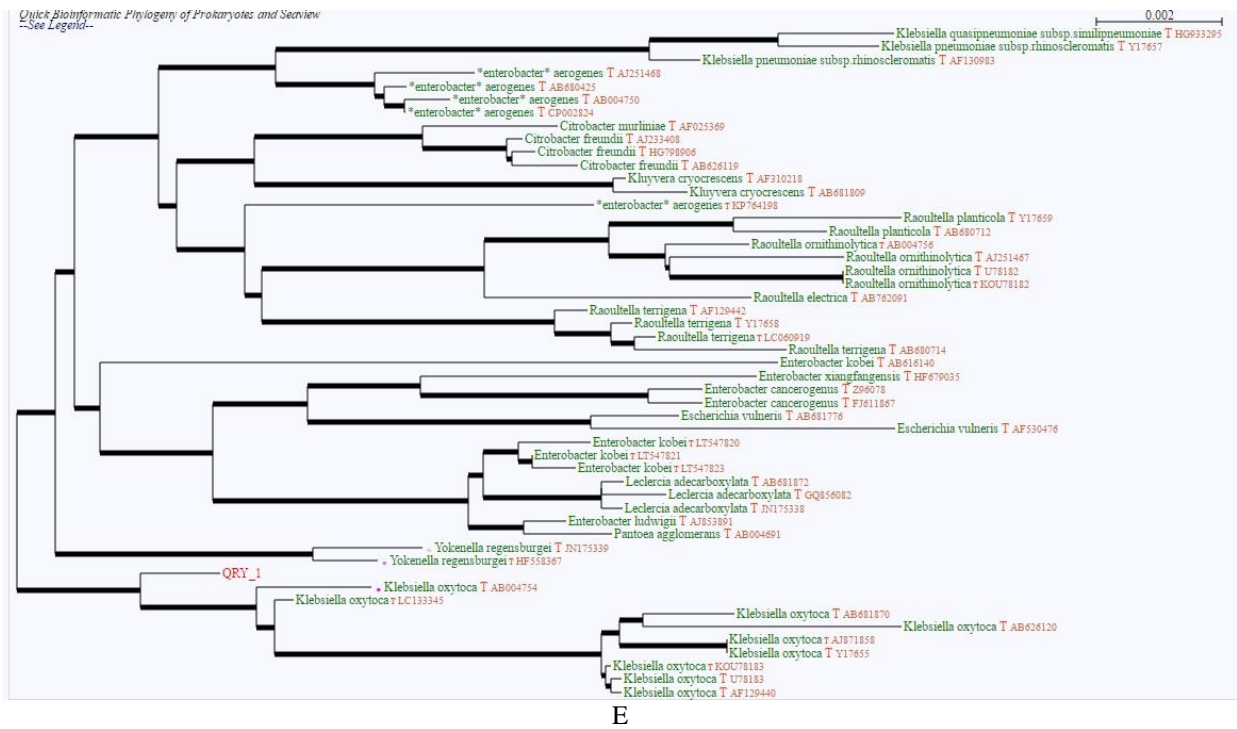 Quick Bioinformatic Phylogeny of Prokaryotes and Seaview
--See Legend--
0.002
Klebsiella quasipneumoniae subsp.similipneumoniae T HG933295
Klebsiella pneumoniae subsp.rhinoscleromatis T Y17657
Klebsiella pneumoniae subsp.rhinoscleromatis T AF130983
*enterobacter* aerogenes T AJ251468
*enterobacter* aerogenes T AB680425
*enterobacter* aerogenes T AB004750
*enterobacter* aerogenes T CP002824
Citrobacter murliniae T AF025369
Citrobacter freundii T AJ233408
Citrobacter freundii T HG798906
Citrobacter freundii T AB626119
Kluyvera cryocrescens T AF310218
Kluyvera cryocrescens T AB681809
*enterobacter* aerogenes T KP764198
Raoultella planticola T Y17659
Raoultella planticola T AB680712
Raoultella ornithinolytica T AB004756
Raoultella ornithinolytica T AJ251467
Raoultella ornithinolytica T U78182
Raoultella ornithinolytica T KOU78182
Raoultella electrica T AB762091
Raoultella terrigena T AF129442
Raoultella terrigena T Y17658
Raoultella terrigena T LC060919
Raoultella terrigena T AB680714
Enterobacter kobei T AB616140
Enterobacter xiangfangensis T HF679035
Enterobacter cancerogenus T Z96078
Enterobacter cancerogenus T FJ611867
Escherichia vulneris T AB681776
Escherichia vulneris T AF530476
Enterobacter kobei T LT547820
Enterobacter kobei T LT547821
Enterobacter kobei T LT547823
Leclercia adecarboxylata T AB681872
Leclercia adecarboxylata T GQ856082
Leclercia adecarboxylata T JN175338
Enterobacter ludwigii T AJ853891
Pantoea agglomerans T AB004691
Yokenella regensburgei T JN175339
Yokenella regensburgei T HF558367
QRY_1
Klebsiella oxytoca T AB004754
Klebsiella oxytoca T LC133345
Klebsiella oxytoca T AB681870
Klebsiella oxytoca T AB626120
Klebsiella oxytoca T AJ871858
Klebsiella oxytoca T Y17655
Klebsiella oxytoca T KOU78183
Klebsiella oxytoca T U78183
Klebsiella oxytoca T AF129440
E